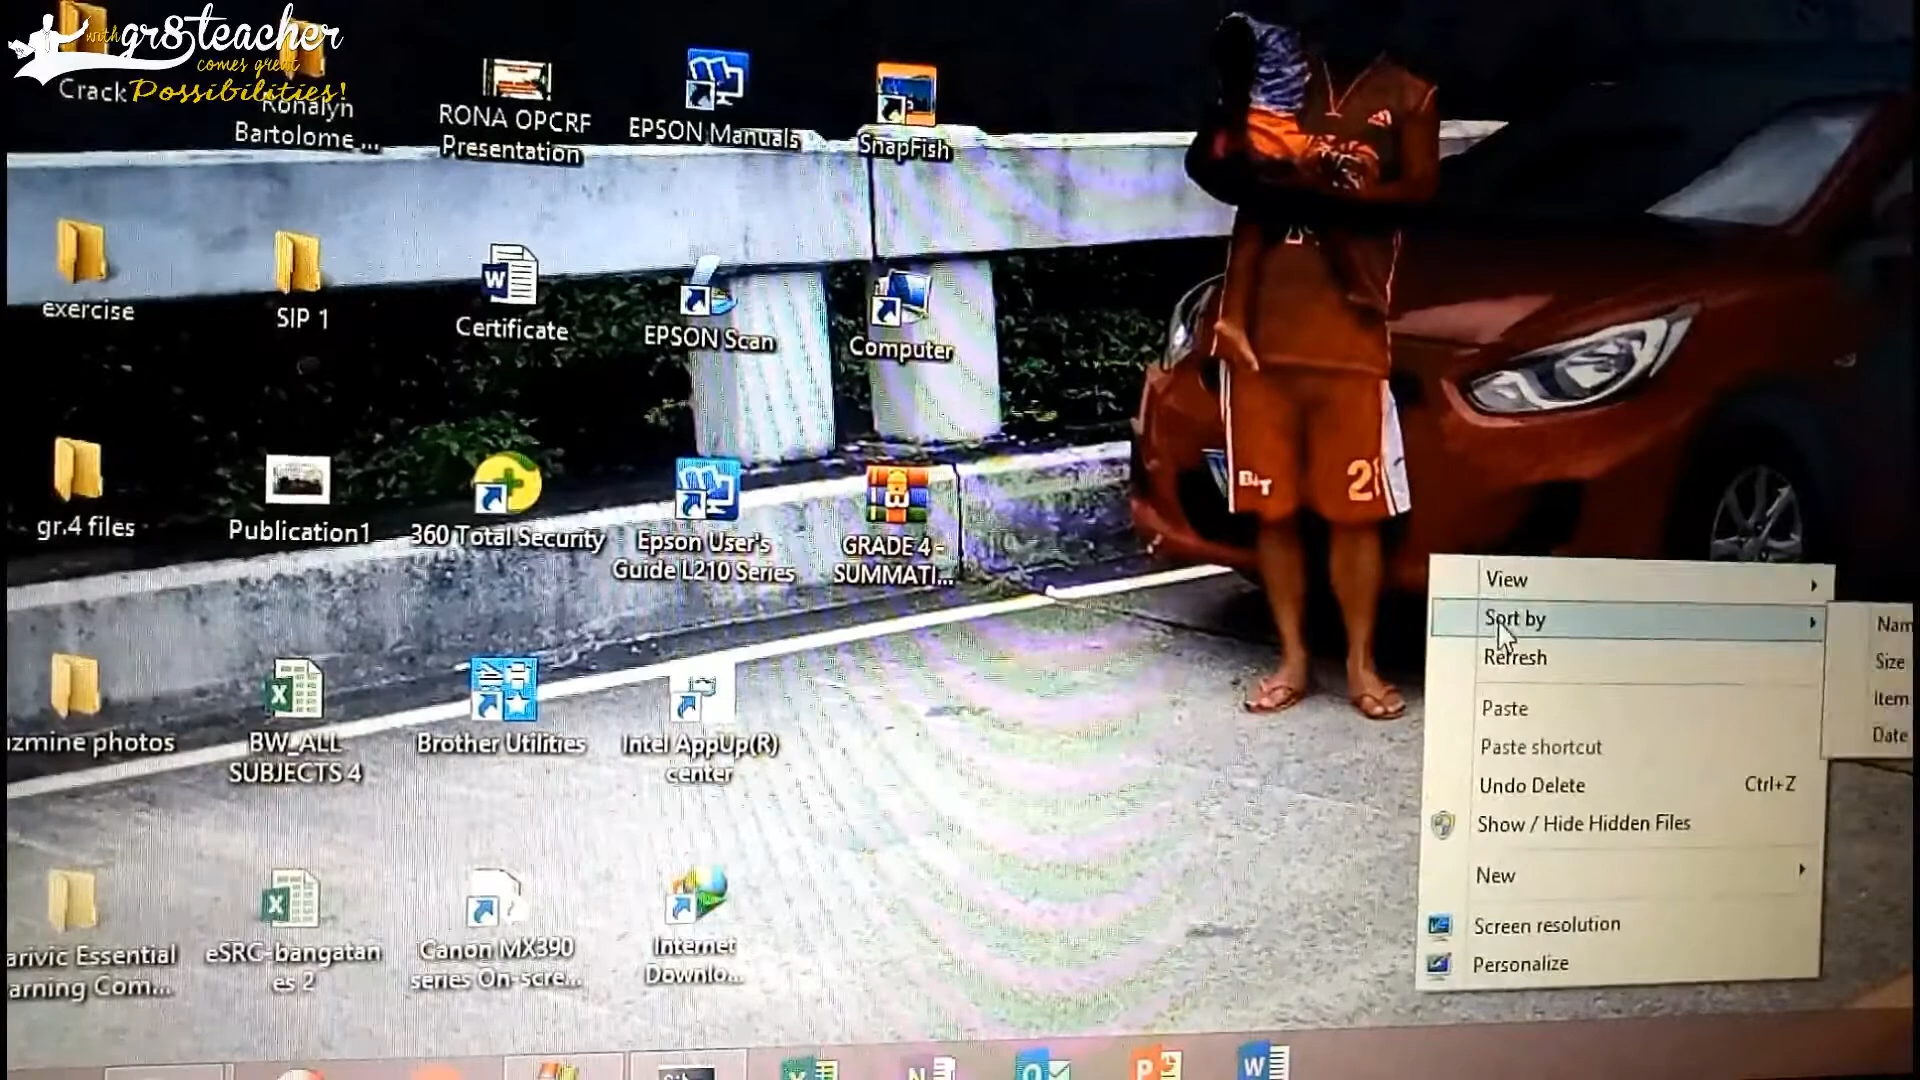 with gr8teacher
comes great
Possibilities!
Crack
Ronalyn
Bartolome ...
RONA OPCRF
Presentation
EPSON Manuals
SnapFish
exercise
SIP 1
Certificate
EPSON Scan
Computer
gr.4 files
Publication1
360 Total Security
Epson User's
Guide L210 Series
GRADE 4 -
SUMMATI...
zmine photos
BW_ALL
SUBJECTS 4
Brother Utilities
Intel AppUp(R)
center
arivic Essential
arning Com...
eSRC-bangatan
es 2
Canon MX390
series On-scre...
Internet
Downlo...
B&T
2
View
Sort by
Refresh
Paste
Paste shortcut
Undo Delete Ctrl+Z
Show / Hide Hidden Files
New
Screen resolution
Personalize
Nam
Size
Item
Date